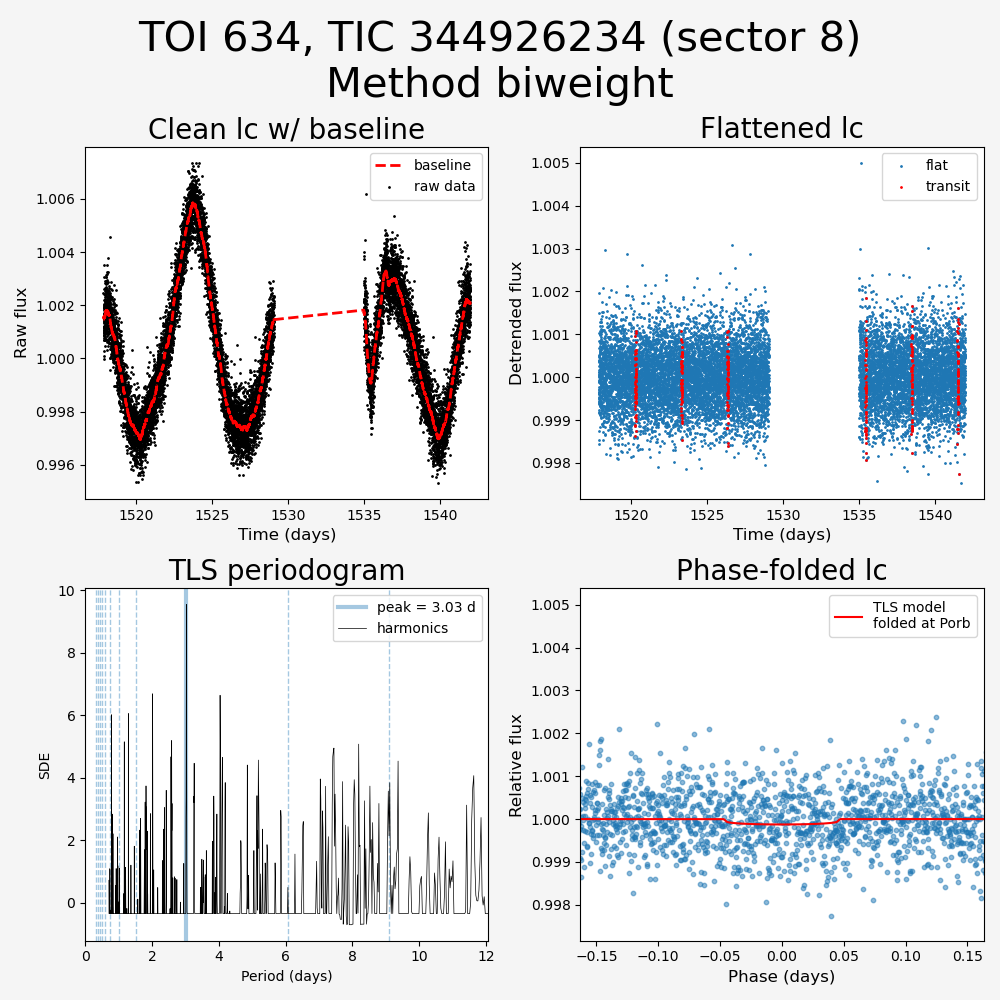 TOI 634, TIC 344926234 (sector 8)
Method biweight
Clean lc w/ baseline
baseline
raw data
Raw flux
1.006
1.004
1.002
1.000
0.998
0.996
1520
1525
1530
1535
1540
Time (days)
Flattened lc
flat
transit
Detrended flux
1.005
1.004
1.003
1.002
1.001
1.000
0.999
0.998
1520
1525
1530
1535
1540
Time (days)
TLS periodogram
peak = 3.03 d
harmonics
SDE
10
8
6
4
2
0
0
2
4
6
8
10
12
Period (days)
Phase-folded lc
TLS model
folded at Porb
Relative flux
1.005
1.004
1.003
1.002
1.001
1.000
0.999
0.998
−0.15
−0.10
−0.05
0.00
0.05
0.10
0.15
Phase (days)